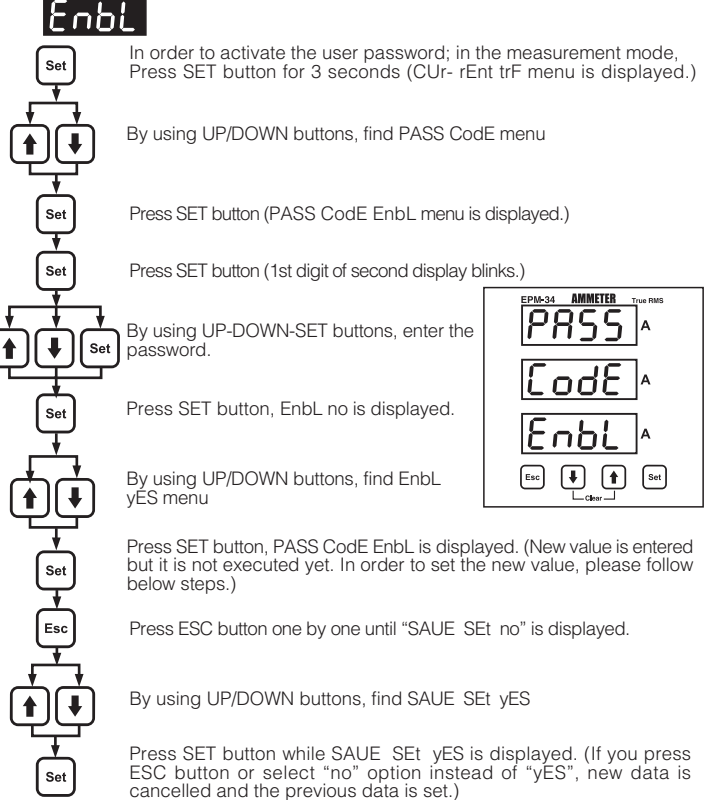 EnbL
Set
In order to activate the user password; in the measurement mode,
Press SET button for 3 seconds (CUr- rEnt trF menu is displayed.)
By using UP/DOWN buttons, find PASS CodE menu
Set
Press SET button (PASS CodE EnbL menu is displayed.)
Set
Press SET button (1st digit of second display blinks.)
Set
By using UP-DOWN-SET buttons, enter the
password.
Set
Press SET button, EnbL no is displayed.
By using UP/DOWN buttons, find EnbL
yES menu
EPM-34 AMMETER True RMS
PASS A
CodE A
EnbL A
Esc Set
Clear
Set
Press SET button, PASS CodE EnbL is displayed. (New value is entered
but it is not executed yet. In order to set the new value, please follow
below steps.)
Esc
Press ESC button one by one until “SAUE SEt no” is displayed.
By using UP/DOWN buttons, find SAUE SEt yES
Set
Press SET button while SAUE SEt yES is displayed. (If you press
ESC button or select “no” option instead of “yES”, new data is
cancelled and the previous data is set.)